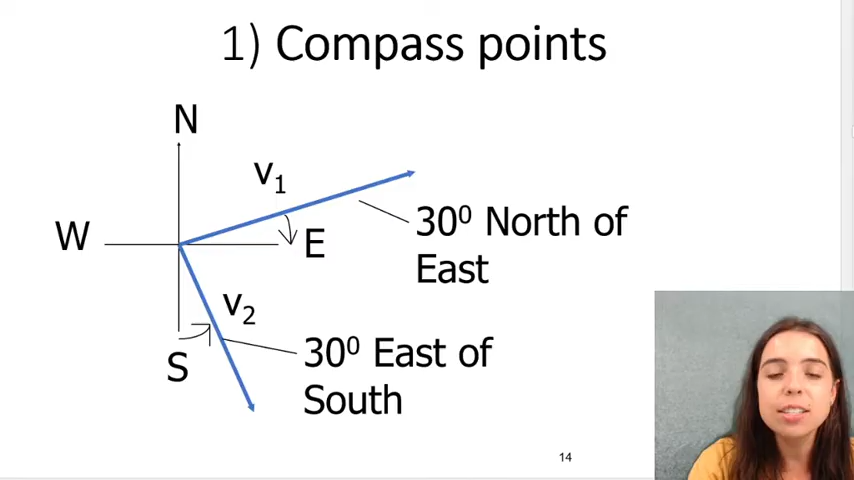 1) Compass points
N
v₁
W
E
30⁰ North of
East
v₂
S
30⁰ East of
South
14